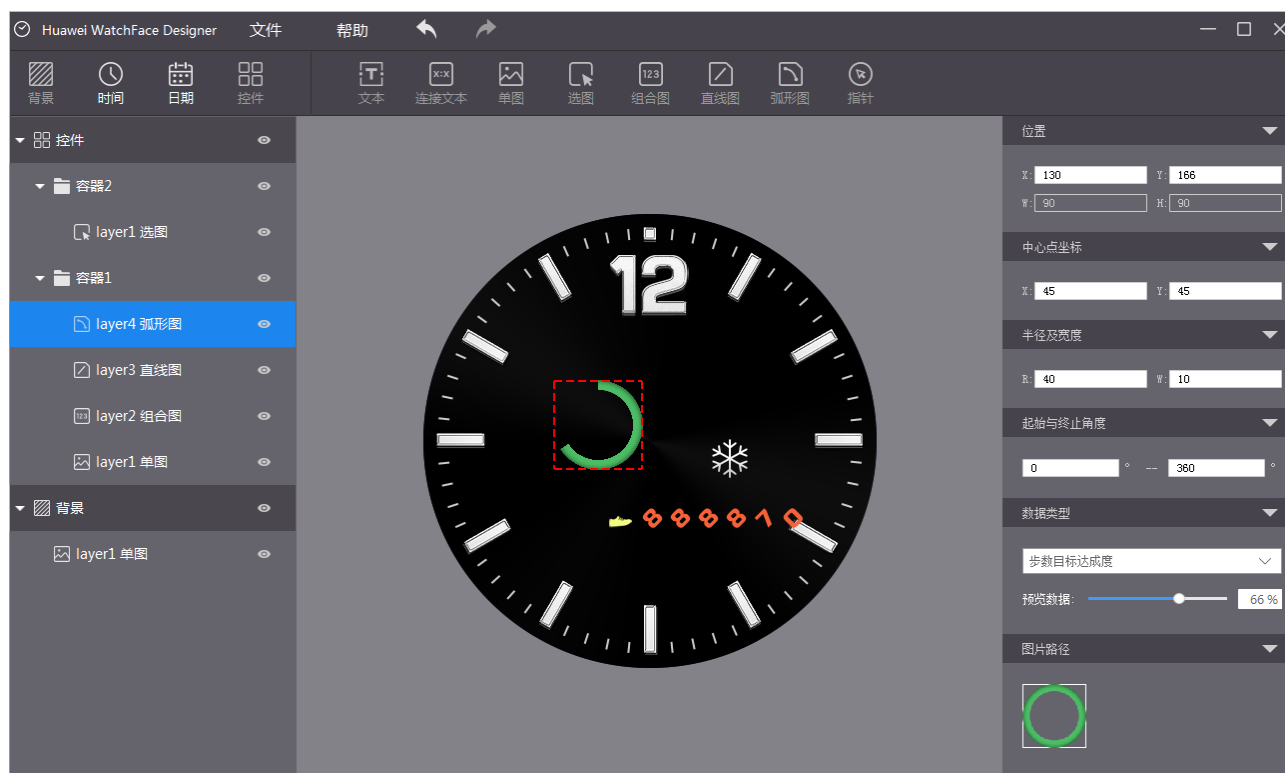 Huawei WatchFace Designer 文件 帮助
背景 时间 日期 控件 文本 连接文本 单图 选图 组合图 直线图 弧形图 指针
控件
容器2
layer1 选图
容器1
layer4 弧形图
layer3 直线图
layer2 组合图
layer1 单图
背景
layer1 单图
12
888870
位置
X: 130 Y: 166
W: 90 H: 90
中心点坐标
X: 45 Y: 45
半径及宽度
R: 40 W: 10
起始与终止角度
0 ° -- 360 °
数据类型
步数目标达成度
预览数据: 66 %
图片路径